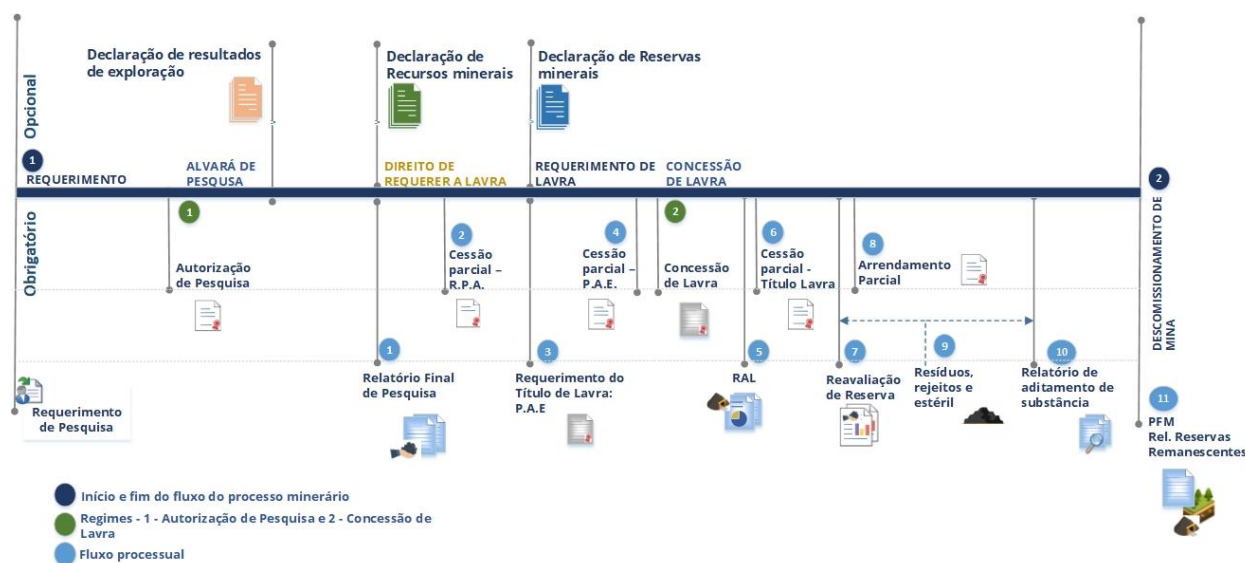 Opcional
Obrigatório
Declaração de resultados
de exploração
Declaração de
Recursos minerais
Declaração de Reservas
minerais
1
REQUERIMENTO
ALVARÁ DE
PESQUSA
DIREITO DE
REQUERER A LAVRA
REQUERIMENTO DE
LAVRA
CONCESSÃO
DE LAVRA
2
DESCOMISSIONAMENTO DE
MINA
1
Autorização
de Pesquisa
2
Cessão
parcial –
R.P.A.
4
Cessão
parcial –
P.A.E.
2
Concessão
de Lavra
6
Cessão
parcial -
Título Lavra
8
Arrendamento
Parcial
Requerimento
de Pesquisa
1
Relatório Final
de Pesquisa
3
Requerimento do
Título de Lavra:
P.A.E
5
RAL
7
Reavaliação
de Reserva
9
Resíduos,
rejeitos e
estéril
10
Relatório de
aditamento de
substância
11
PFM
Rel. Reservas
Remanescentes
Início e fim do fluxo do processo minerário
Regimes - 1 - Autorização de Pesquisa e 2 - Concessão de
Lavra
Fluxo processual